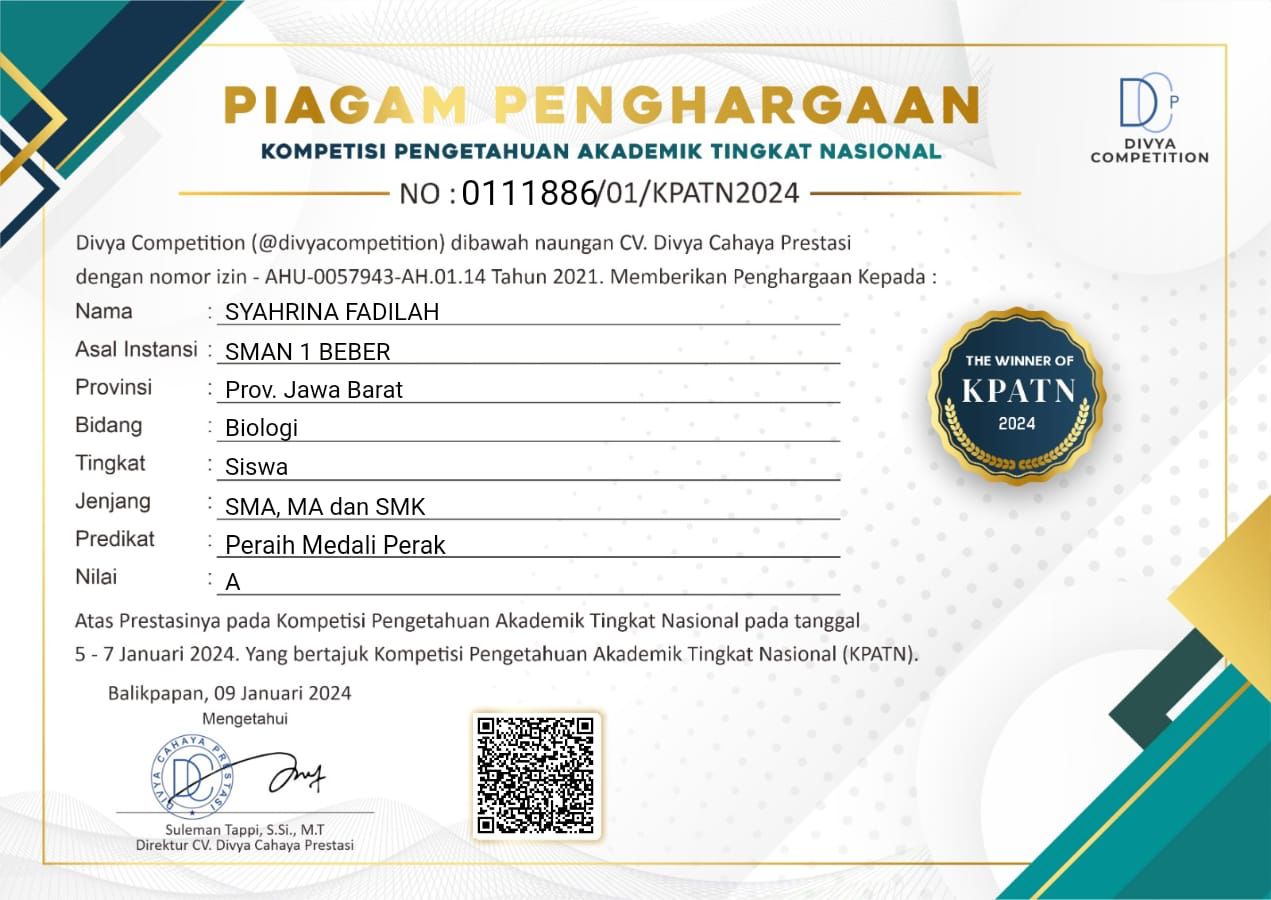 PIAGAM PENGHARGAAN
KOMPETISI PENGETAHUAN AKADEMIK TINGKAT NASIONAL
NO : 0111886/01/KPATN2024
DC P
DIVYA
COMPETITION
Divya Competition (@divyacompetition) dibawah naungan CV. Divya Cahaya Prestasi
dengan nomor izin - AHU-0057943-AH.01.14 Tahun 2021. Memberikan Penghargaan Kepada :
Nama : SYAHRINA FADILAH
Asal Instansi : SMAN 1 BEBER
Provinsi : Prov. Jawa Barat
Bidang : Biologi
Tingkat : Siswa
Jenjang : SMA, MA dan SMK
Predikat : Peraih Medali Perak
Nilai : A
THE WINNER OF
KPATN
2024
Atas Prestasinya pada Kompetisi Pengetahuan Akademik Tingkat Nasional pada tanggal
5 - 7 Januari 2024. Yang bertajuk Kompetisi Pengetahuan Akademik Tingkat Nasional (KPATN).
Balikpapan, 09 Januari 2024
Mengetahui
DIVYA CAHAYA PRESTASI
DC
Suleman Tappi, S.Si., M.T
Direktur CV. Divya Cahaya Prestasi